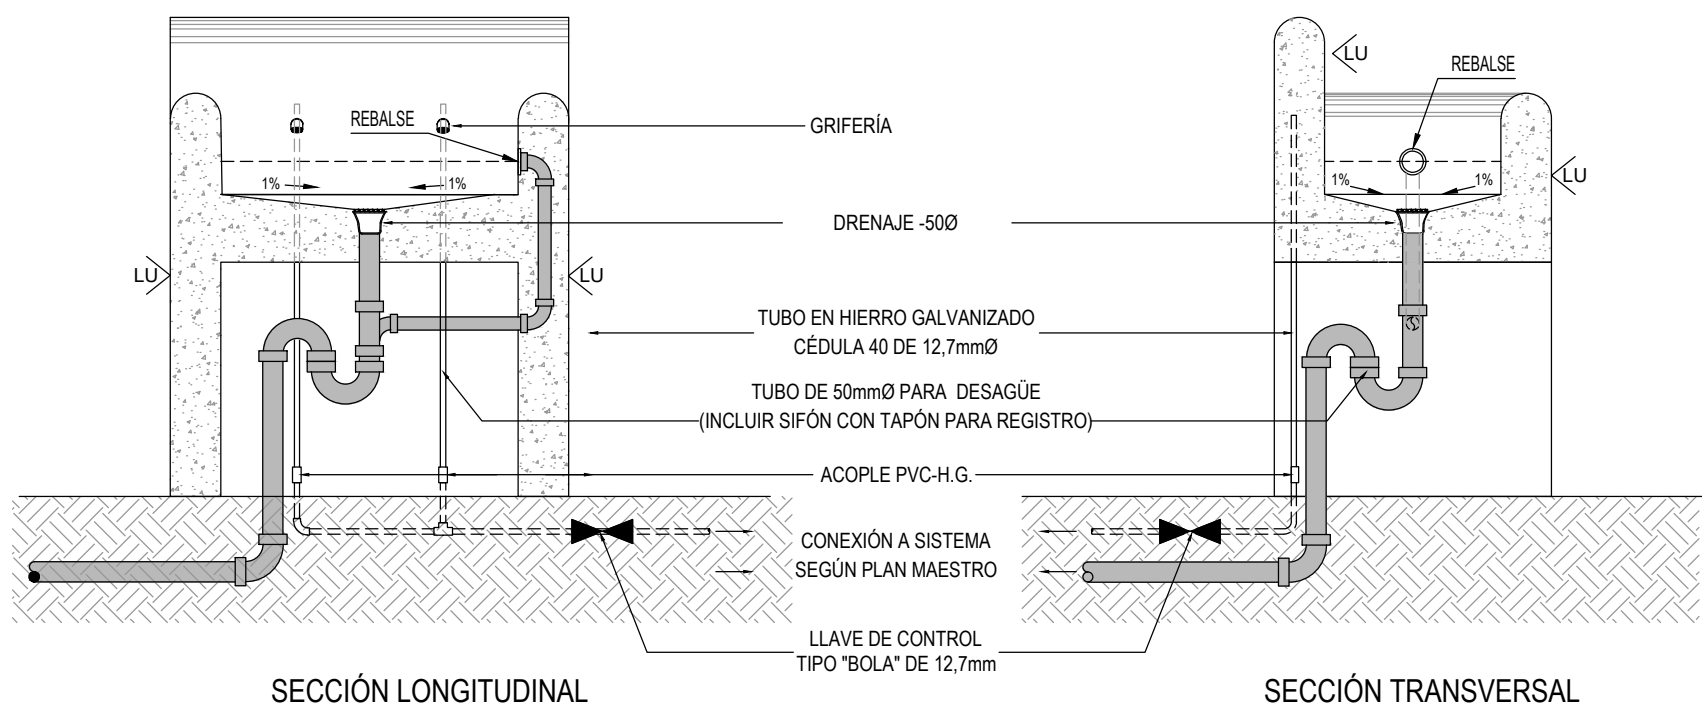 LU
REBALSE
REBALSE
GRIFERÍA
1%
1%
1%
1%
LU
DRENAJE -50Ø
LU
LU
TUBO EN HIERRO GALVANIZADO
CÉDULA 40 DE 12,7mmØ
TUBO DE 50mmØ PARA DESAGÜE
(INCLUIR SIFÓN CON TAPÓN PARA REGISTRO)
ACOPLE PVC-H.G.
CONEXIÓN A SISTEMA
SEGÚN PLAN MAESTRO
LLAVE DE CONTROL
TIPO "BOLA" DE 12,7mm
SECCIÓN LONGITUDINAL
SECCIÓN TRANSVERSAL